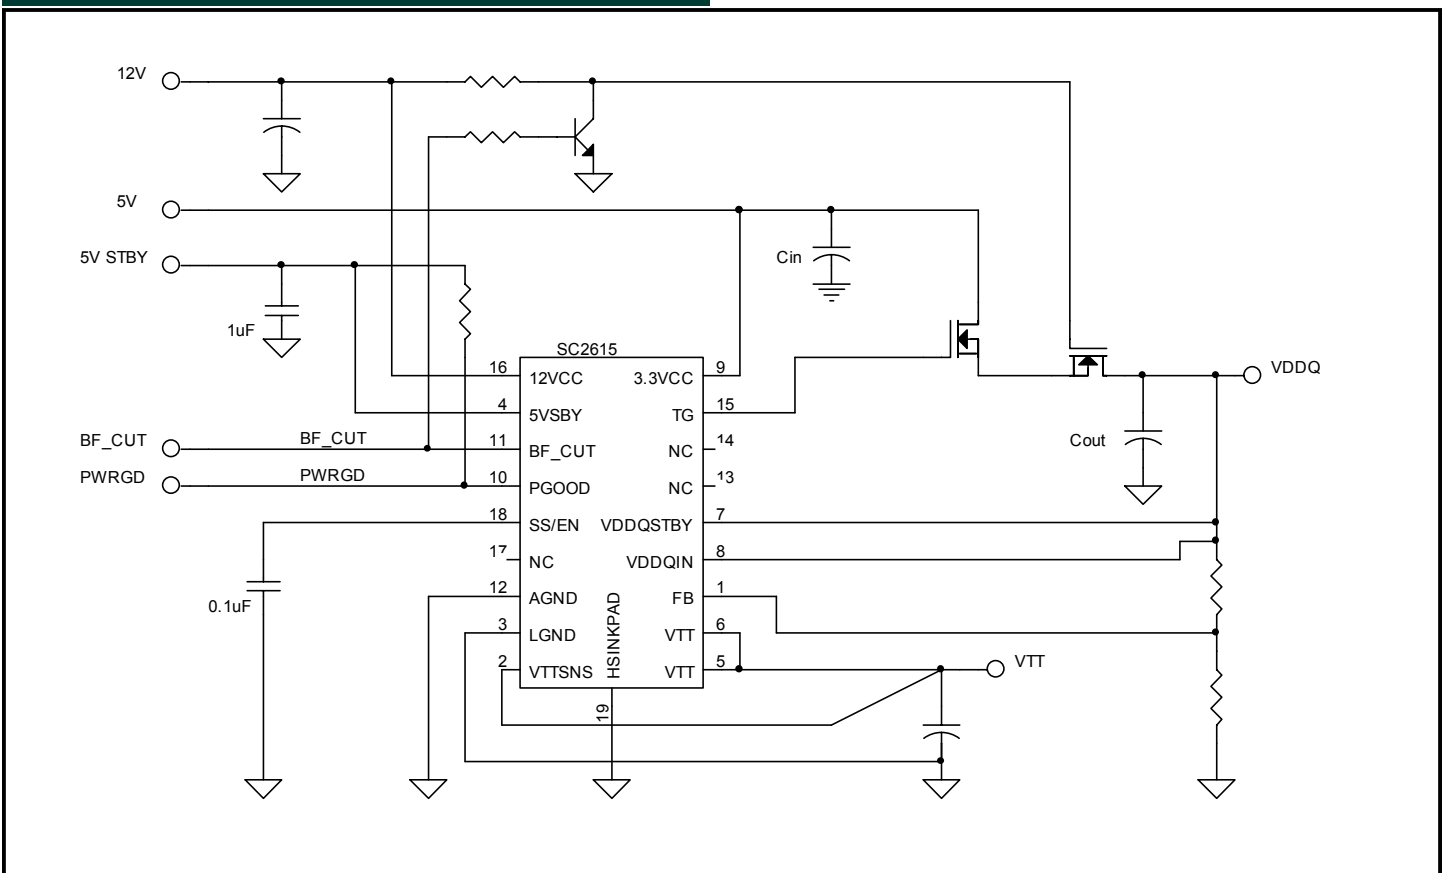 12V
5V
5V STBY
Cin
1uF
SC2615
VDDQ
16 12VCC 3.3VCC 9
4 5VSBY TG 15
BF_CUT BF_CUT 11 BF_CUT NC 14
Cout
PWRGD PWRGD 10 PGOOD NC 13
18 SS/EN VDDQSTBY 7
17 NC VDDQIN 8
0.1uF
12 AGND FB 1
3 LGND VTT 6
2 VTTSNS VTT 5
HSINKPAD
VTT
19